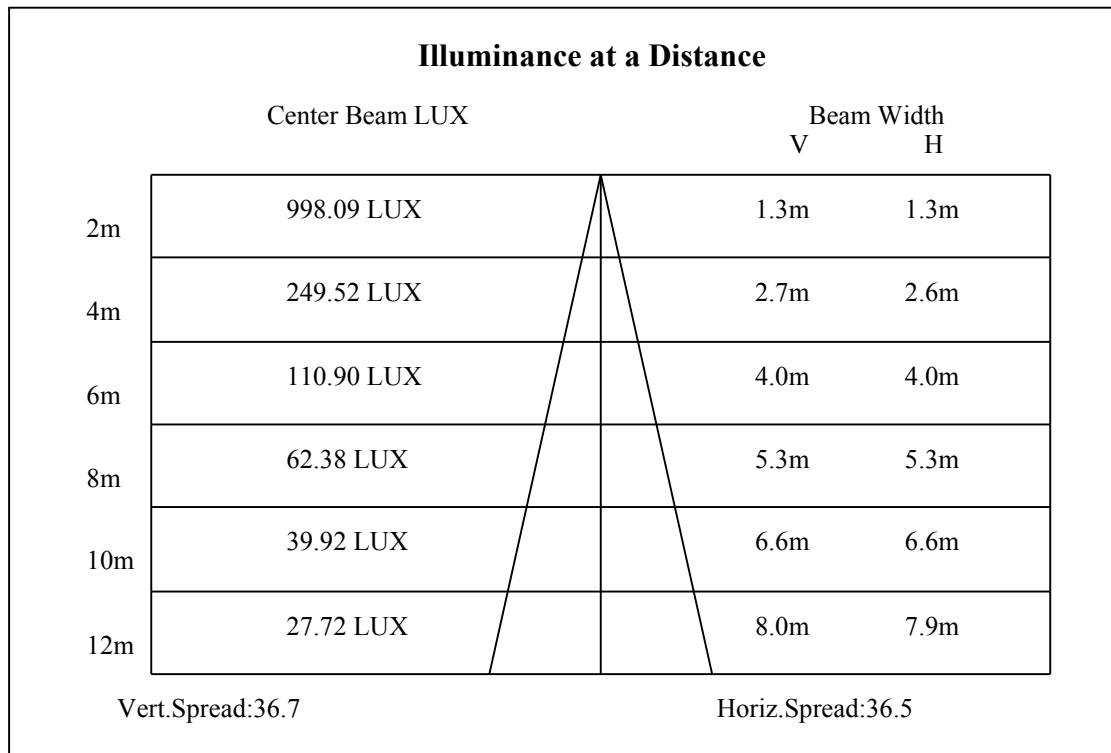 Illuminance at a Distance
Center Beam LUX Beam Width
V H
998.09 LUX 1.3m 1.3m
2m
249.52 LUX 2.7m 2.6m
4m
110.90 LUX 4.0m 4.0m
6m
62.38 LUX 5.3m 5.3m
8m
39.92 LUX 6.6m 6.6m
10m
27.72 LUX 8.0m 7.9m
12m
Vert.Spread:36.7 Horiz.Spread:36.5